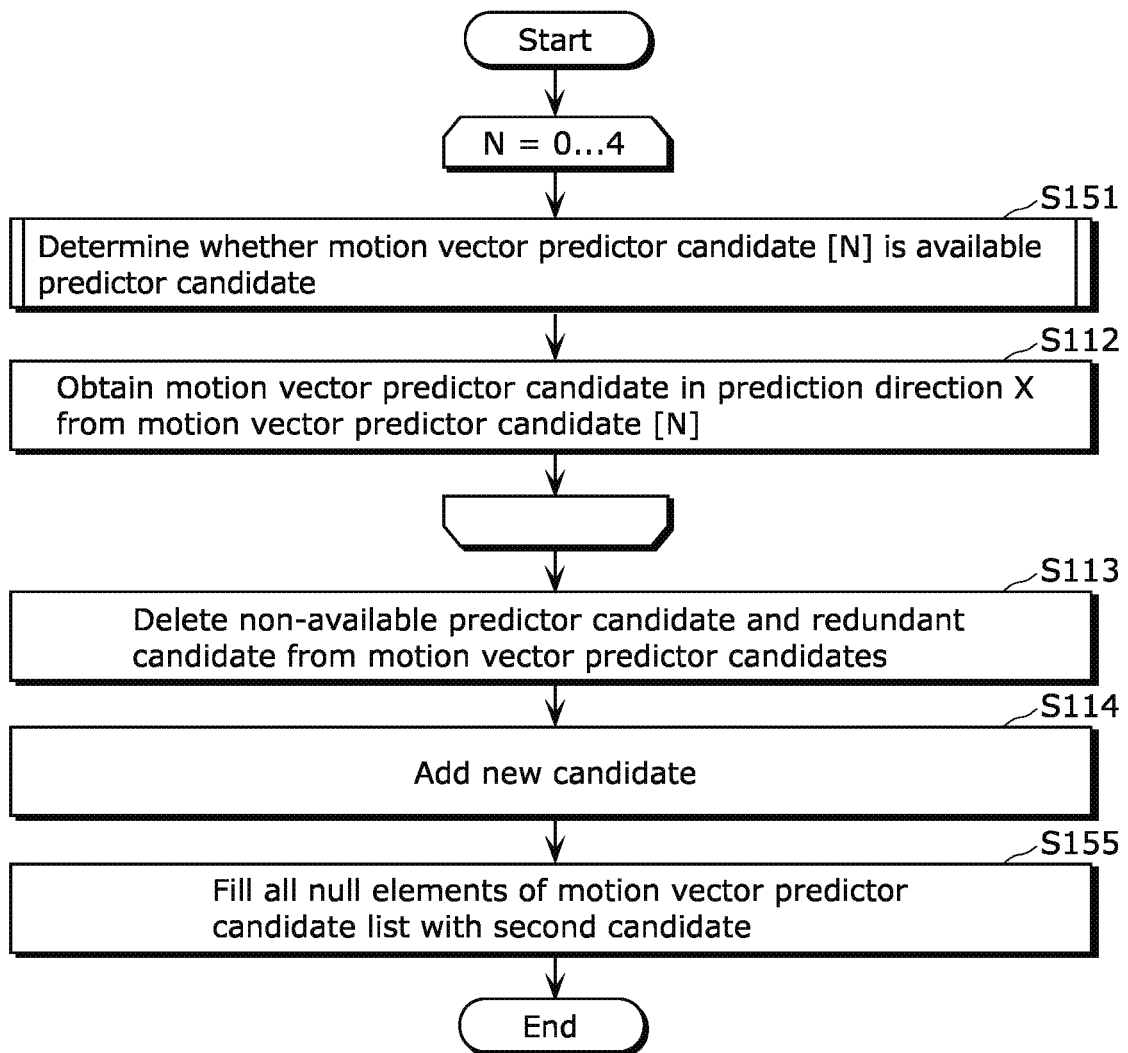 Start
N = 0...4
S151
Determine whether motion vector predictor candidate [N] is available
predictor candidate
S112
Obtain motion vector predictor candidate in prediction direction X
from motion vector predictor candidate [N]
S113
Delete non-available predictor candidate and redundant
candidate from motion vector predictor candidates
S114
Add new candidate
S155
Fill all null elements of motion vector predictor
candidate list with second candidate
End